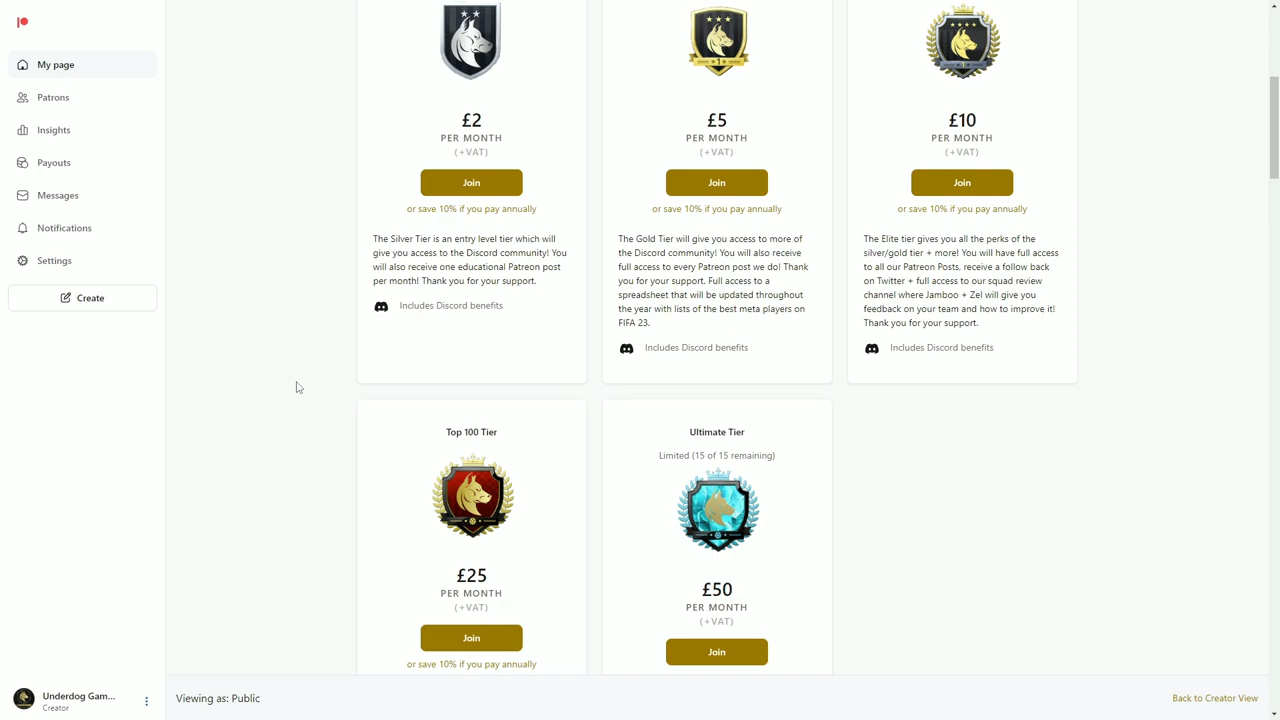 My page
Patrons
Insights
Payouts
Messages
Notifications
Settings
Create
Underdog Gam...
Creator
£2
PER MONTH
(+VAT)
Join
or save 10% if you pay annually
The Silver Tier is an entry level tier which will
give you access to the Discord community! You
will also receive one educational Patreon post
per month! Thank you for your support.
Includes Discord benefits
1
£5
PER MONTH
(+VAT)
Join
or save 10% if you pay annually
The Gold Tier will give you access to more of
the Discord community! You will also receive
full access to every Patreon post we do! Thank
you for your support. Full access to a
spreadsheet that will be updated throughout
the year with lists of the best meta players on
FIFA 23.
Includes Discord benefits
1
£10
PER MONTH
(+VAT)
Join
or save 10% if you pay annually
The Elite tier gives you all the perks of the
silver/gold tier + more! You will have full access
to all our Patreon Posts, receive a follow back
on Twitter + full access to our squad review
channel where Jamboo + Zel will give you
feedback on your team and how to improve it!
Thank you for your support.
Includes Discord benefits
Top 100 Tier
£25
PER MONTH
(+VAT)
Join
or save 10% if you pay annually
Ultimate Tier
Limited (15 of 15 remaining)
£50
PER MONTH
(+VAT)
Join
Viewing as: Public
Back to Creator View